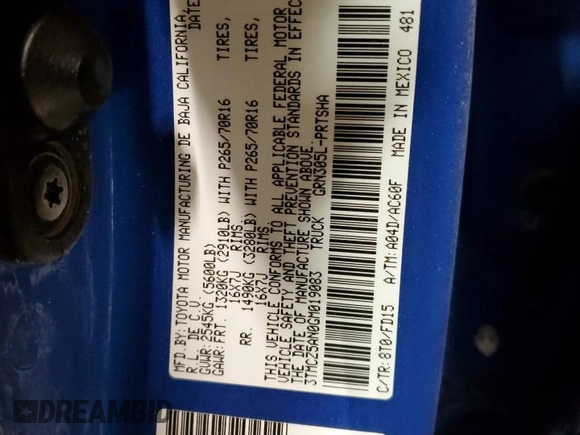 MFD. BY: TOYOTA MOTOR MANUFACTURING DE BAJA CALIFORNIA,
R.L. DE C.V. DATE
GVWR: 2545KG (5600LB)
GAWR: FRT. 1320KG (2910LB) WITH P265/70R16 TIRES,
16X7J RIMS,
RR. 1490KG (3280LB) WITH P265/70R16 TIRES,
16X7J RIMS,
THIS VEHICLE CONFORMS TO ALL APPLICABLE FEDERAL MOTOR
VEHICLE SAFETY AND THEFT PREVENTION STANDARDS IN EFFEC
THE DATE OF MANUFACTURE SHOWN ABOVE.
3TMCZ5AN0GM019083 TRUCK GRN305L-PRTSHA
C/TR: 8T0/FD15 A/TM: A04D/AC60F MADE IN MEXICO 481
DREAMBID